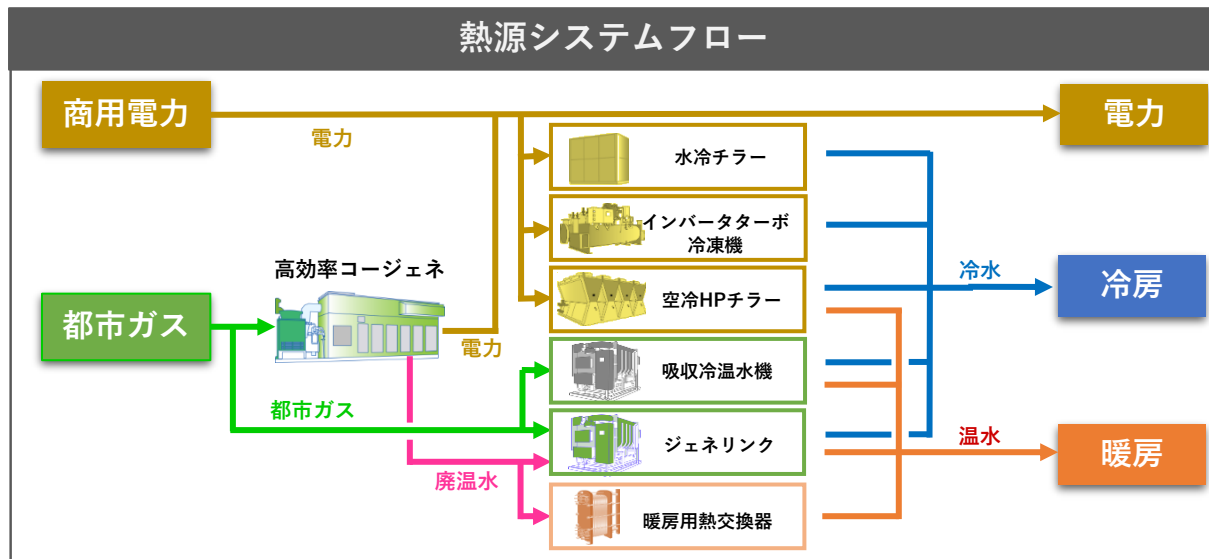 熱源システムフロー
商用電力
電力
電力
水冷チラー
インバータターボ
冷凍機
高効率コージェネ
空冷HPチラー
冷水
冷房
都市ガス
電力
吸収冷温水機
都市ガス
ジェネリンク
温水
暖房
廃温水
暖房用熱交換器